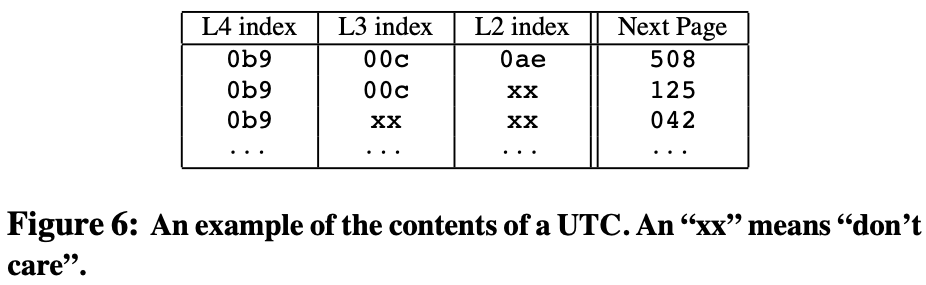 L4 index L3 index L2 index Next Page
0b9 00c 0ae 508
0b9 00c xx 125
0b9 xx xx 042
... ... ... ...
Figure 6: An example of the contents of a UTC. An “xx” means “don’t
care”.